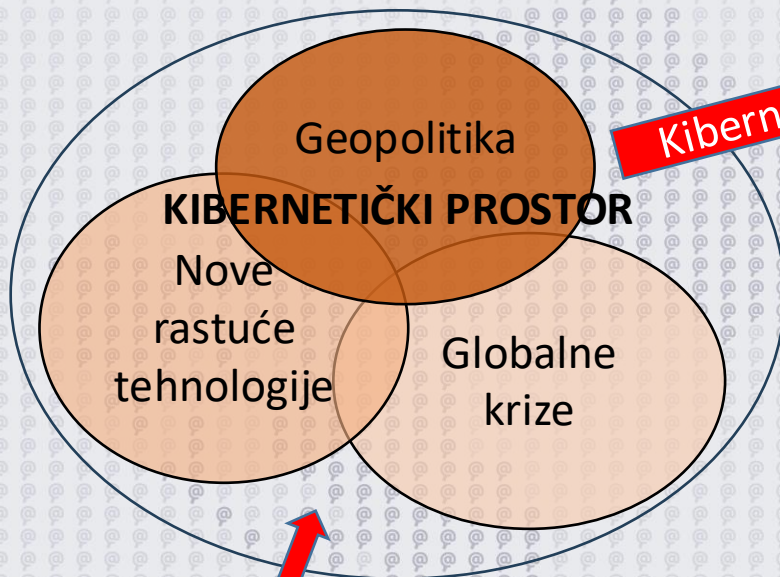 Geopolitika
Kibern
KIBERNETIČKI PROSTOR
Nove
rastuće
tehnologije
Globalne
krize